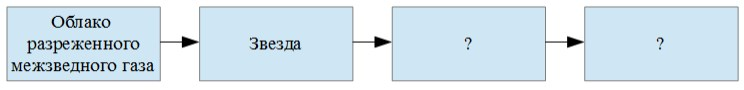 Облако
разреженного
межзведного газа
Звезда
?
?